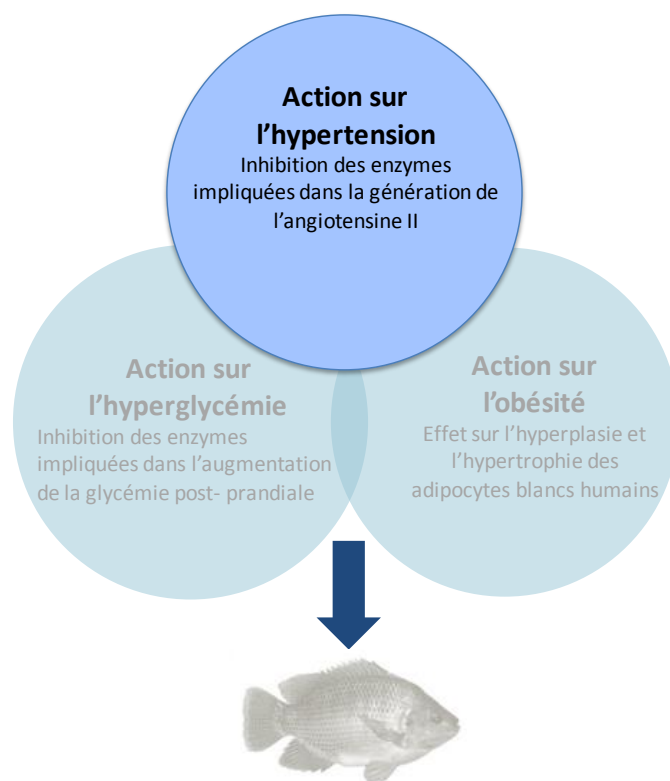 Action sur
l’hypertension
Inhibition des enzymes
impliquées dans la génération de
l’angiotensine II
Action sur
l’hyperglycémie
Inhibition des enzymes
impliquées dans l’augmentation
de la glycémie post- prandiale
Action sur
l’obésité
Effet sur l’hyperplasie et
l’hypertrophie des
adipocytes blancs humains